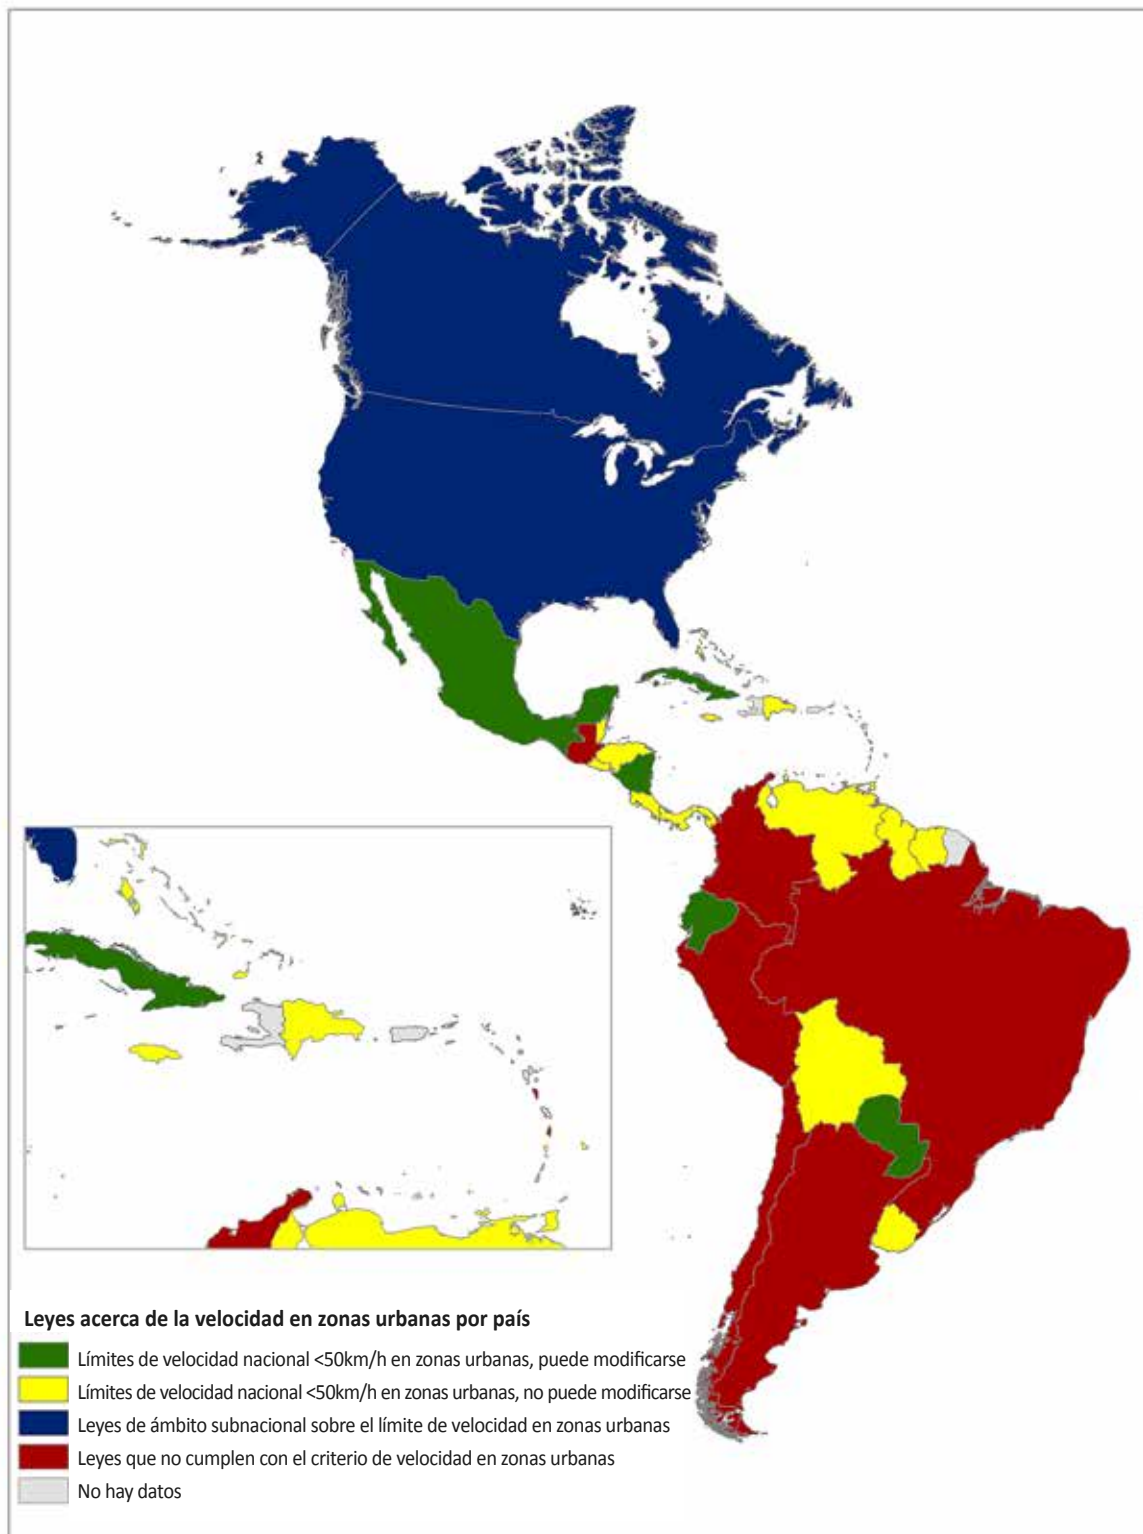 Leyes acerca de la velocidad en zonas urbanas por país
Límites de velocidad nacional <50km/h en zonas urbanas, puede modificarse
Límites de velocidad nacional <50km/h en zonas urbanas, no puede modificarse
Leyes de ámbito subnacional sobre el límite de velocidad en zonas urbanas
Leyes que no cumplen con el criterio de velocidad en zonas urbanas
No hay datos